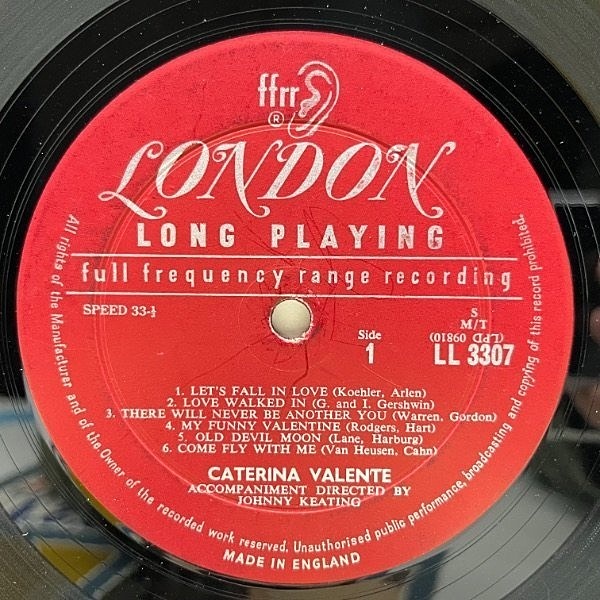 ffrr
®
LONDON
LONG PLAYING
full frequency range recording
SPEED 33-⅓
Side
1
S
M/T
(LPD 09810)
LL 3307
1. LET'S FALL IN LOVE (Koehler, Arlen)
2. LOVE WALKED IN (G. and I. Gershwin)
3. THERE WILL NEVER BE ANOTHER YOU (Warren, Gordon)
4. MY FUNNY VALENTINE (Rodgers, Hart)
5. OLD DEVIL MOON (Lane, Harburg)
6. COME FLY WITH ME (Van Heusen, Cahn)
CATERINA VALENTE
ACCOMPANIMENT DIRECTED BY
JOHNNY KEATING
All rights of the Manufacturer and of the Owner of the recorded work reserved. Unauthorised public performance, broadcasting and copying of this record prohibited.
MADE IN ENGLAND